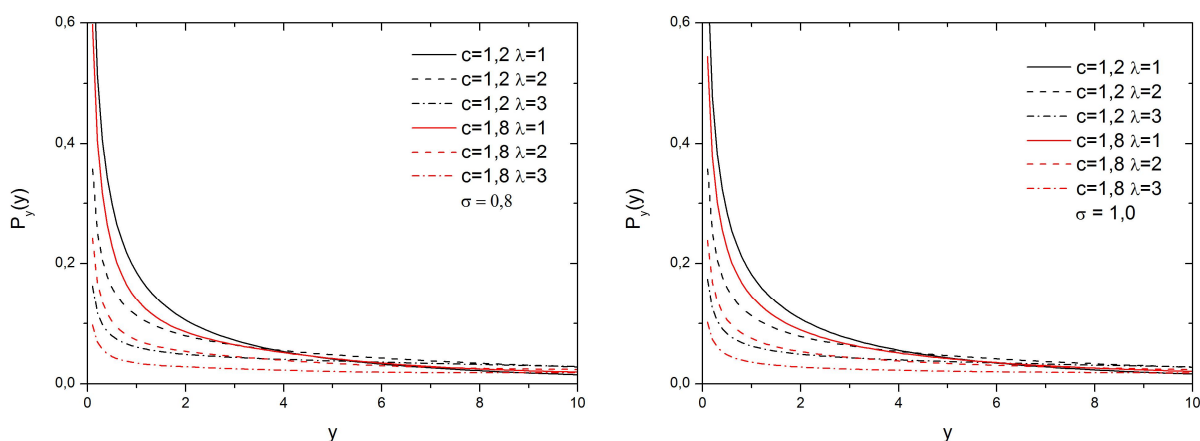 0,6
0,4
0,2
0,0
P_y(y)
0 2 4 6 8 10
y
c=1,2 λ=1
c=1,2 λ=2
c=1,2 λ=3
c=1,8 λ=1
c=1,8 λ=2
c=1,8 λ=3
σ = 0,8
0,6
0,4
0,2
0,0
P_y(y)
0 2 4 6 8 10
y
c=1,2 λ=1
c=1,2 λ=2
c=1,2 λ=3
c=1,8 λ=1
c=1,8 λ=2
c=1,8 λ=3
σ = 1,0